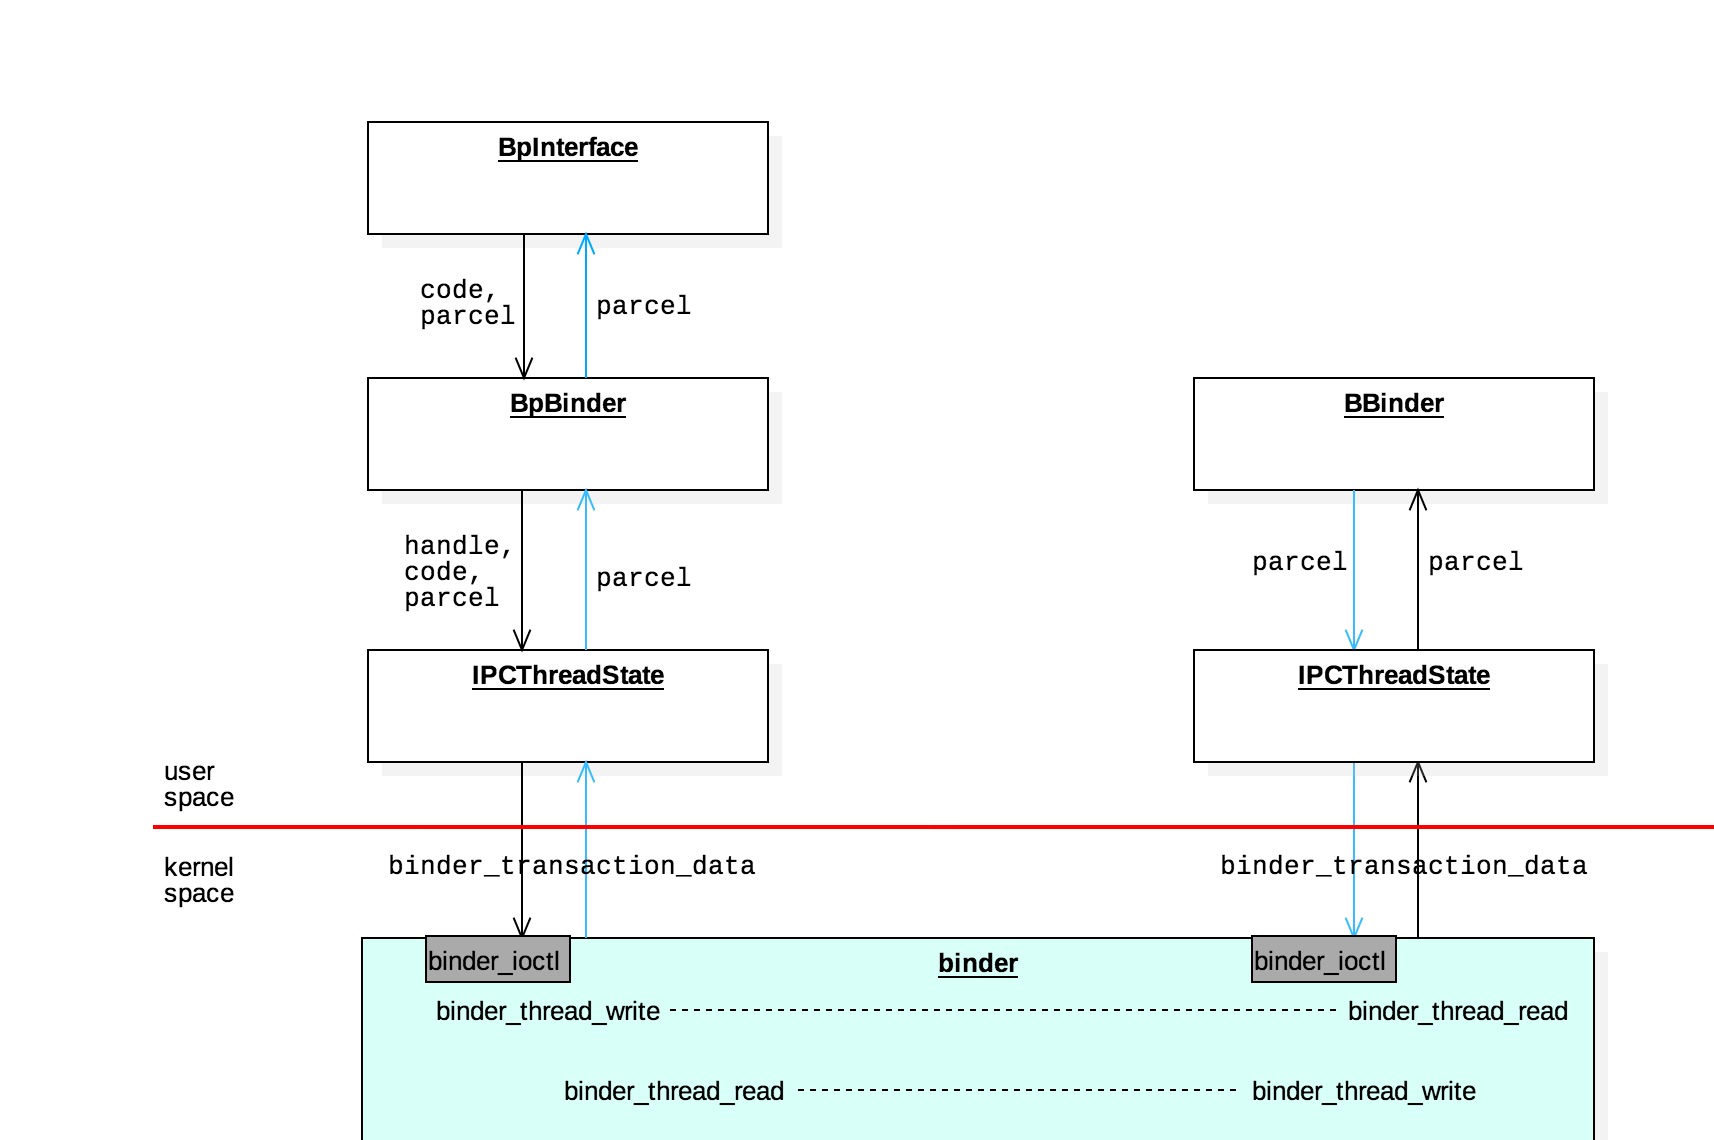 BpInterface
code,
parcel
parcel
BpBinder
BBinder
handle,
code,
parcel
parcel
parcel
parcel
IPCThreadState
IPCThreadState
user
space
kernel
space
binder_transaction_data
binder_transaction_data
binder_ioctl
binder
binder_ioctl
binder_thread_write
binder_thread_read
binder_thread_read
binder_thread_write